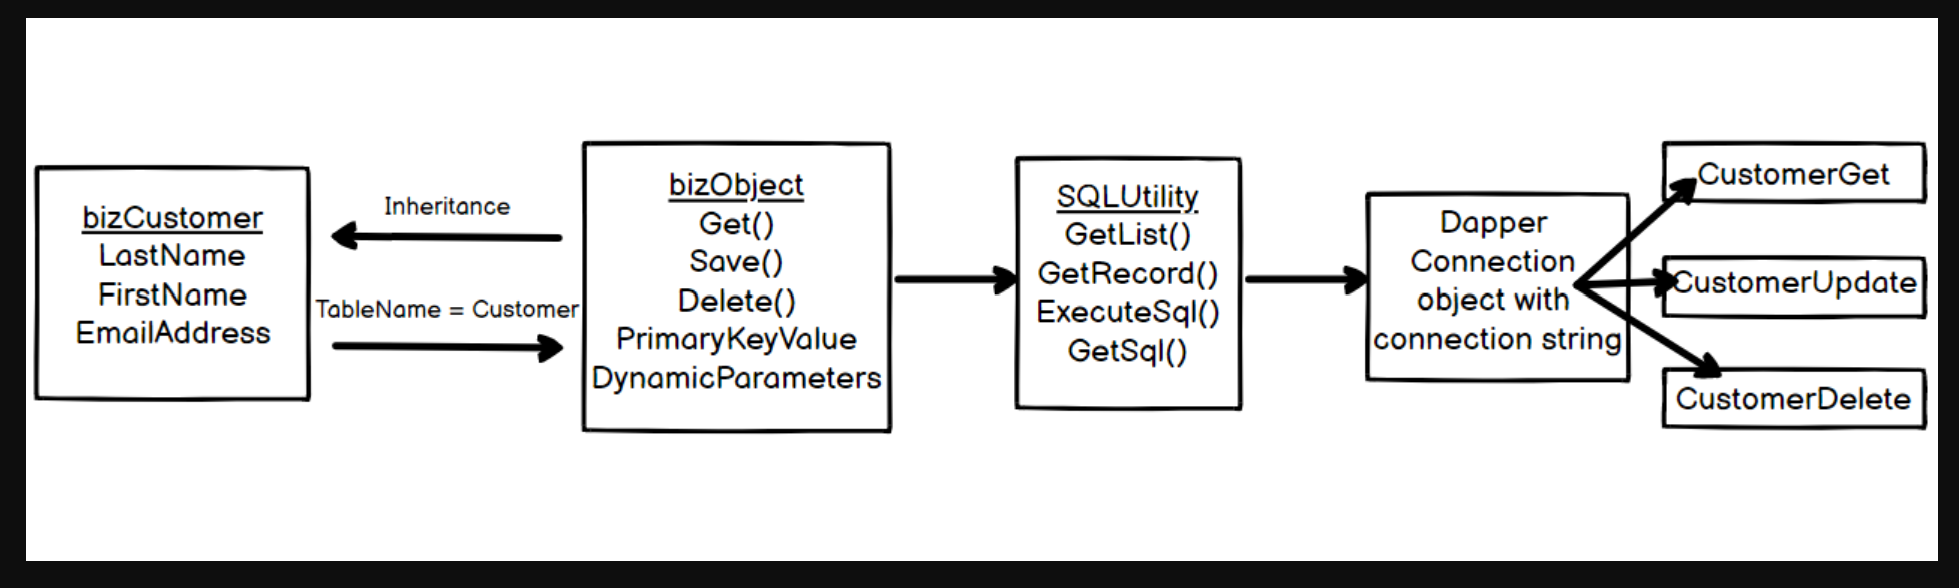 bizCustomer
LastName
FirstName
EmailAddress
Inheritance
TableName = Customer
bizObject
Get()
Save()
Delete()
PrimaryKeyValue
DynamicParameters
SQLUtility
GetList()
GetRecord()
ExecuteSql()
GetSql()
Dapper
Connection
object with
connection string
CustomerGet
CustomerUpdate
CustomerDelete